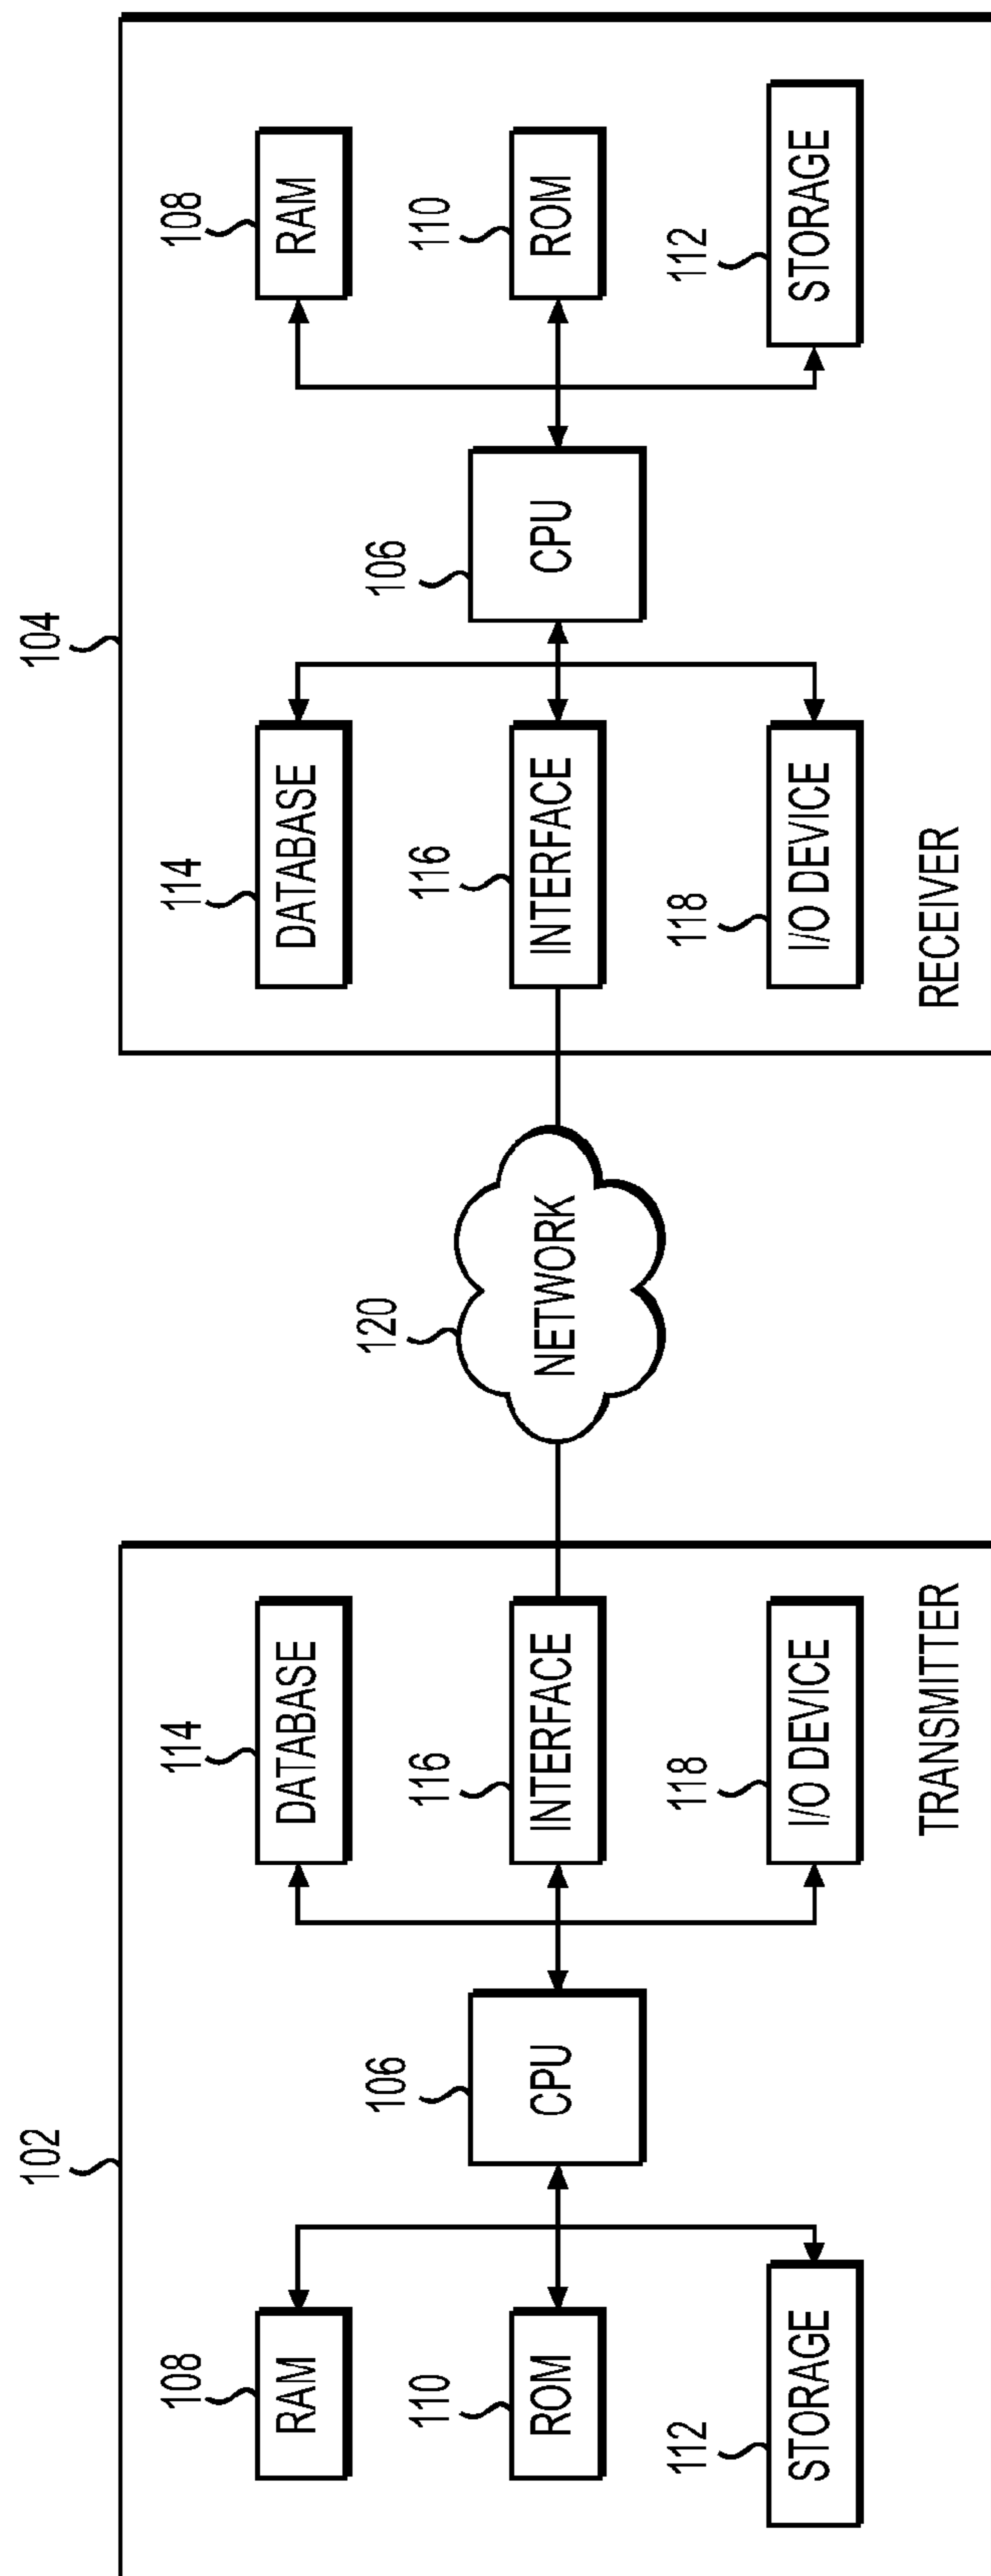 102
104
108
RAM
114
DATABASE
114
DATABASE
108
RAM
106
CPU
120
NETWORK
106
CPU
110
ROM
116
INTERFACE
116
INTERFACE
110
ROM
112
STORAGE
118
I/O DEVICE
118
I/O DEVICE
112
STORAGE
TRANSMITTER
RECEIVER